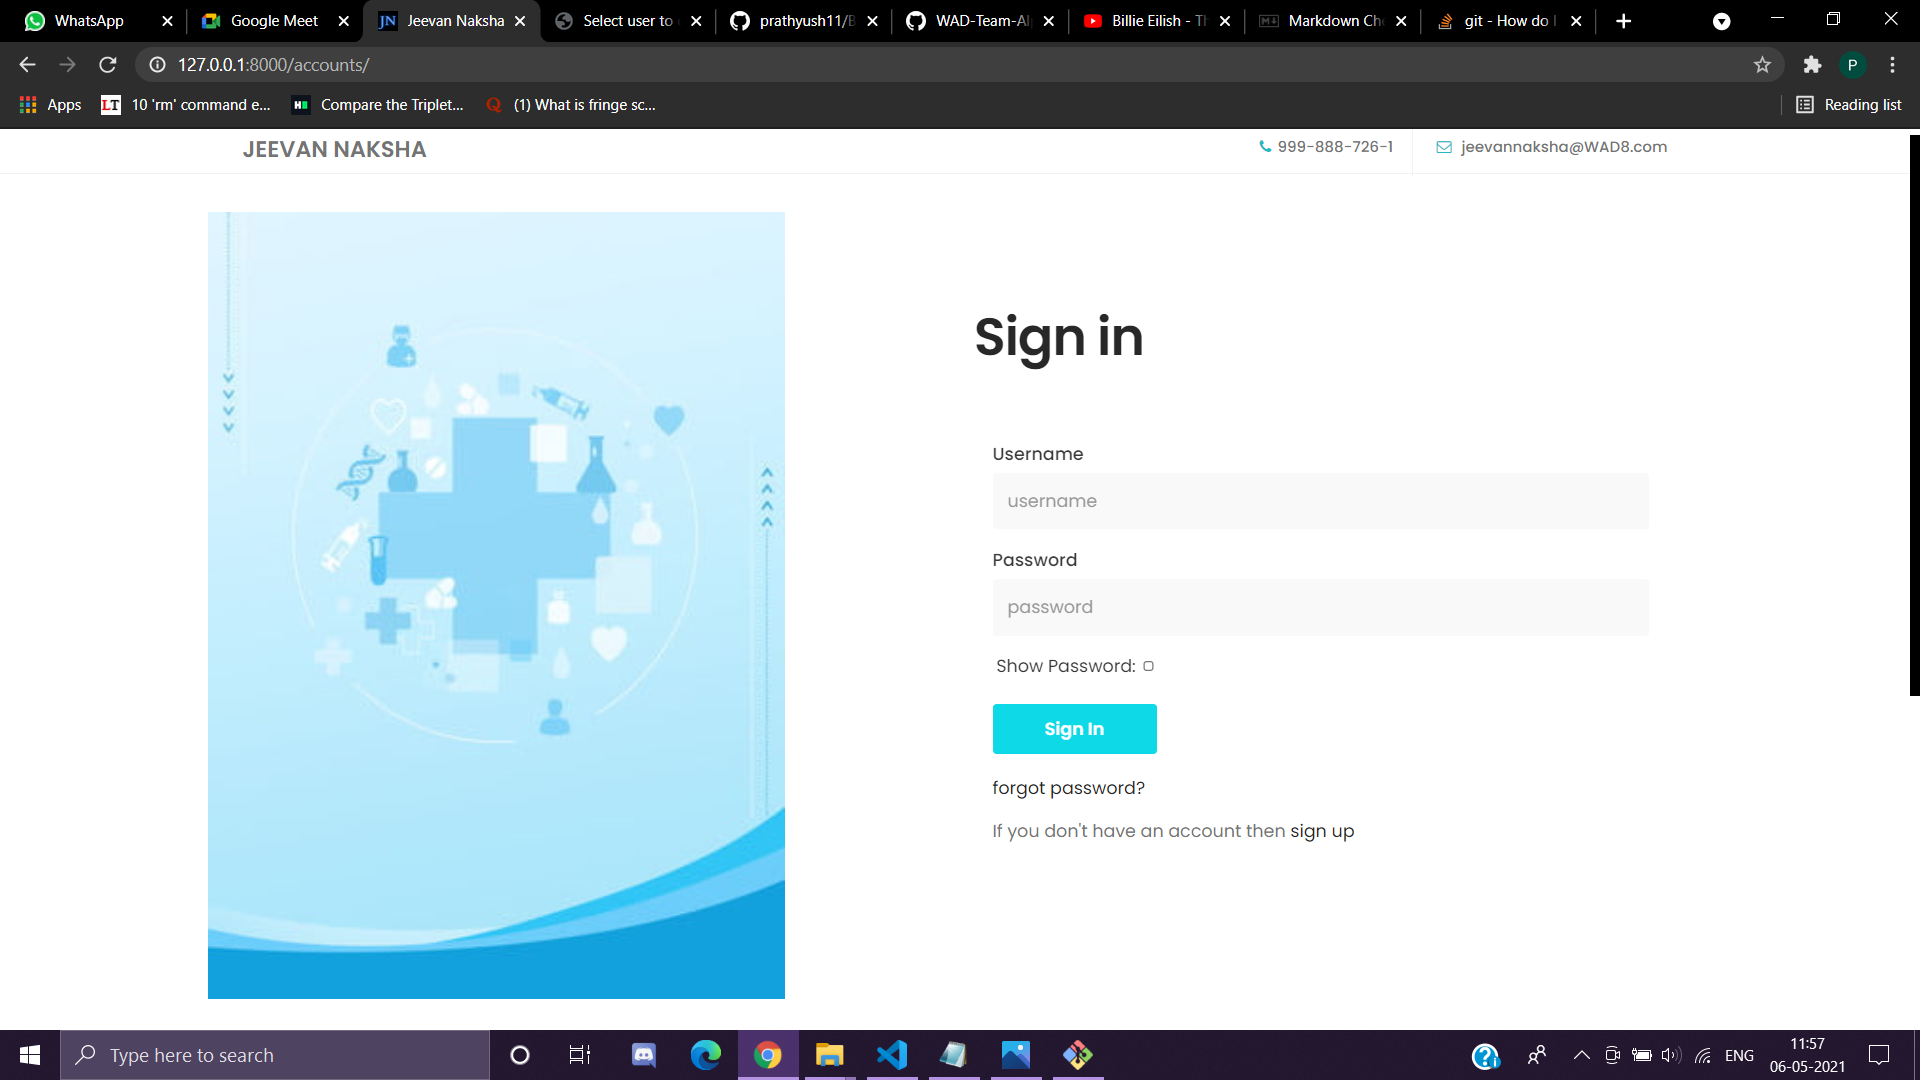 WhatsApp
Google Meet
Jeevan Naksha
Select user to
prathyush11/B
WAD-Team-Al
Billie Eilish - Th
Markdown Che
git - How do I
127.0.0.1:8000/accounts/
P
Apps
LT 10 'rm' command e...
Compare the Triplet...
(1) What is fringe sc...
Reading list
JEEVAN NAKSHA
999-888-726-1
jeevannaksha@WAD8.com
Sign in
Username
username
Password
password
Show Password:
Sign In
forgot password?
If you don't have an account then sign up
Type here to search
ENG
11:57
06-05-2021